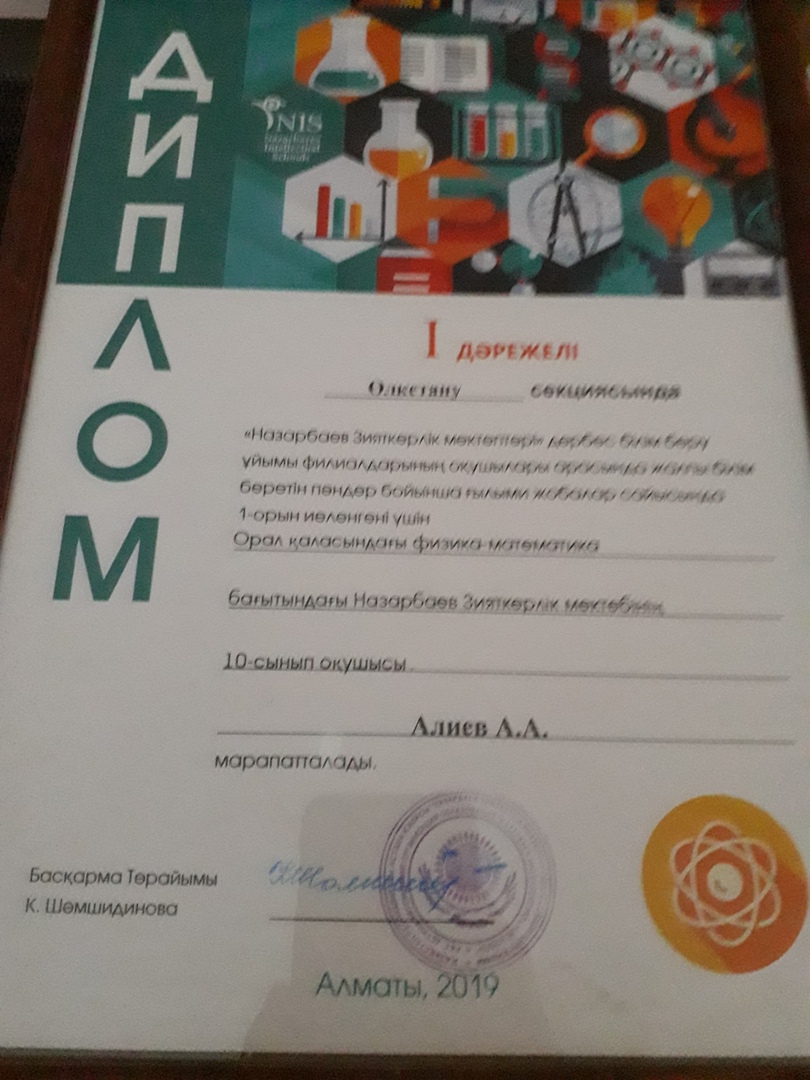 ДИПЛОМ
NIS
Nazarbayev
Intellectual
Schools
I ДӘРЕЖЕЛІ
Өлкетану секциясында
«Назарбаев Зияткерлік мектептері» дербес білім беру
ұйымы филиалдарының оқушылары арасында жалпы білім
беретін пәндер бойынша ғылыми жобалар сайысында
1-орын иеленгені үшін
Орал қаласындағы физика-математика
бағытындағы Назарбаев Зияткерлік мектебінің
10-сынып оқушысы
Алиев А.А.
марапатталады.
Басқарма Төрайымы
К. Шәмшидинова
Алматы, 2019